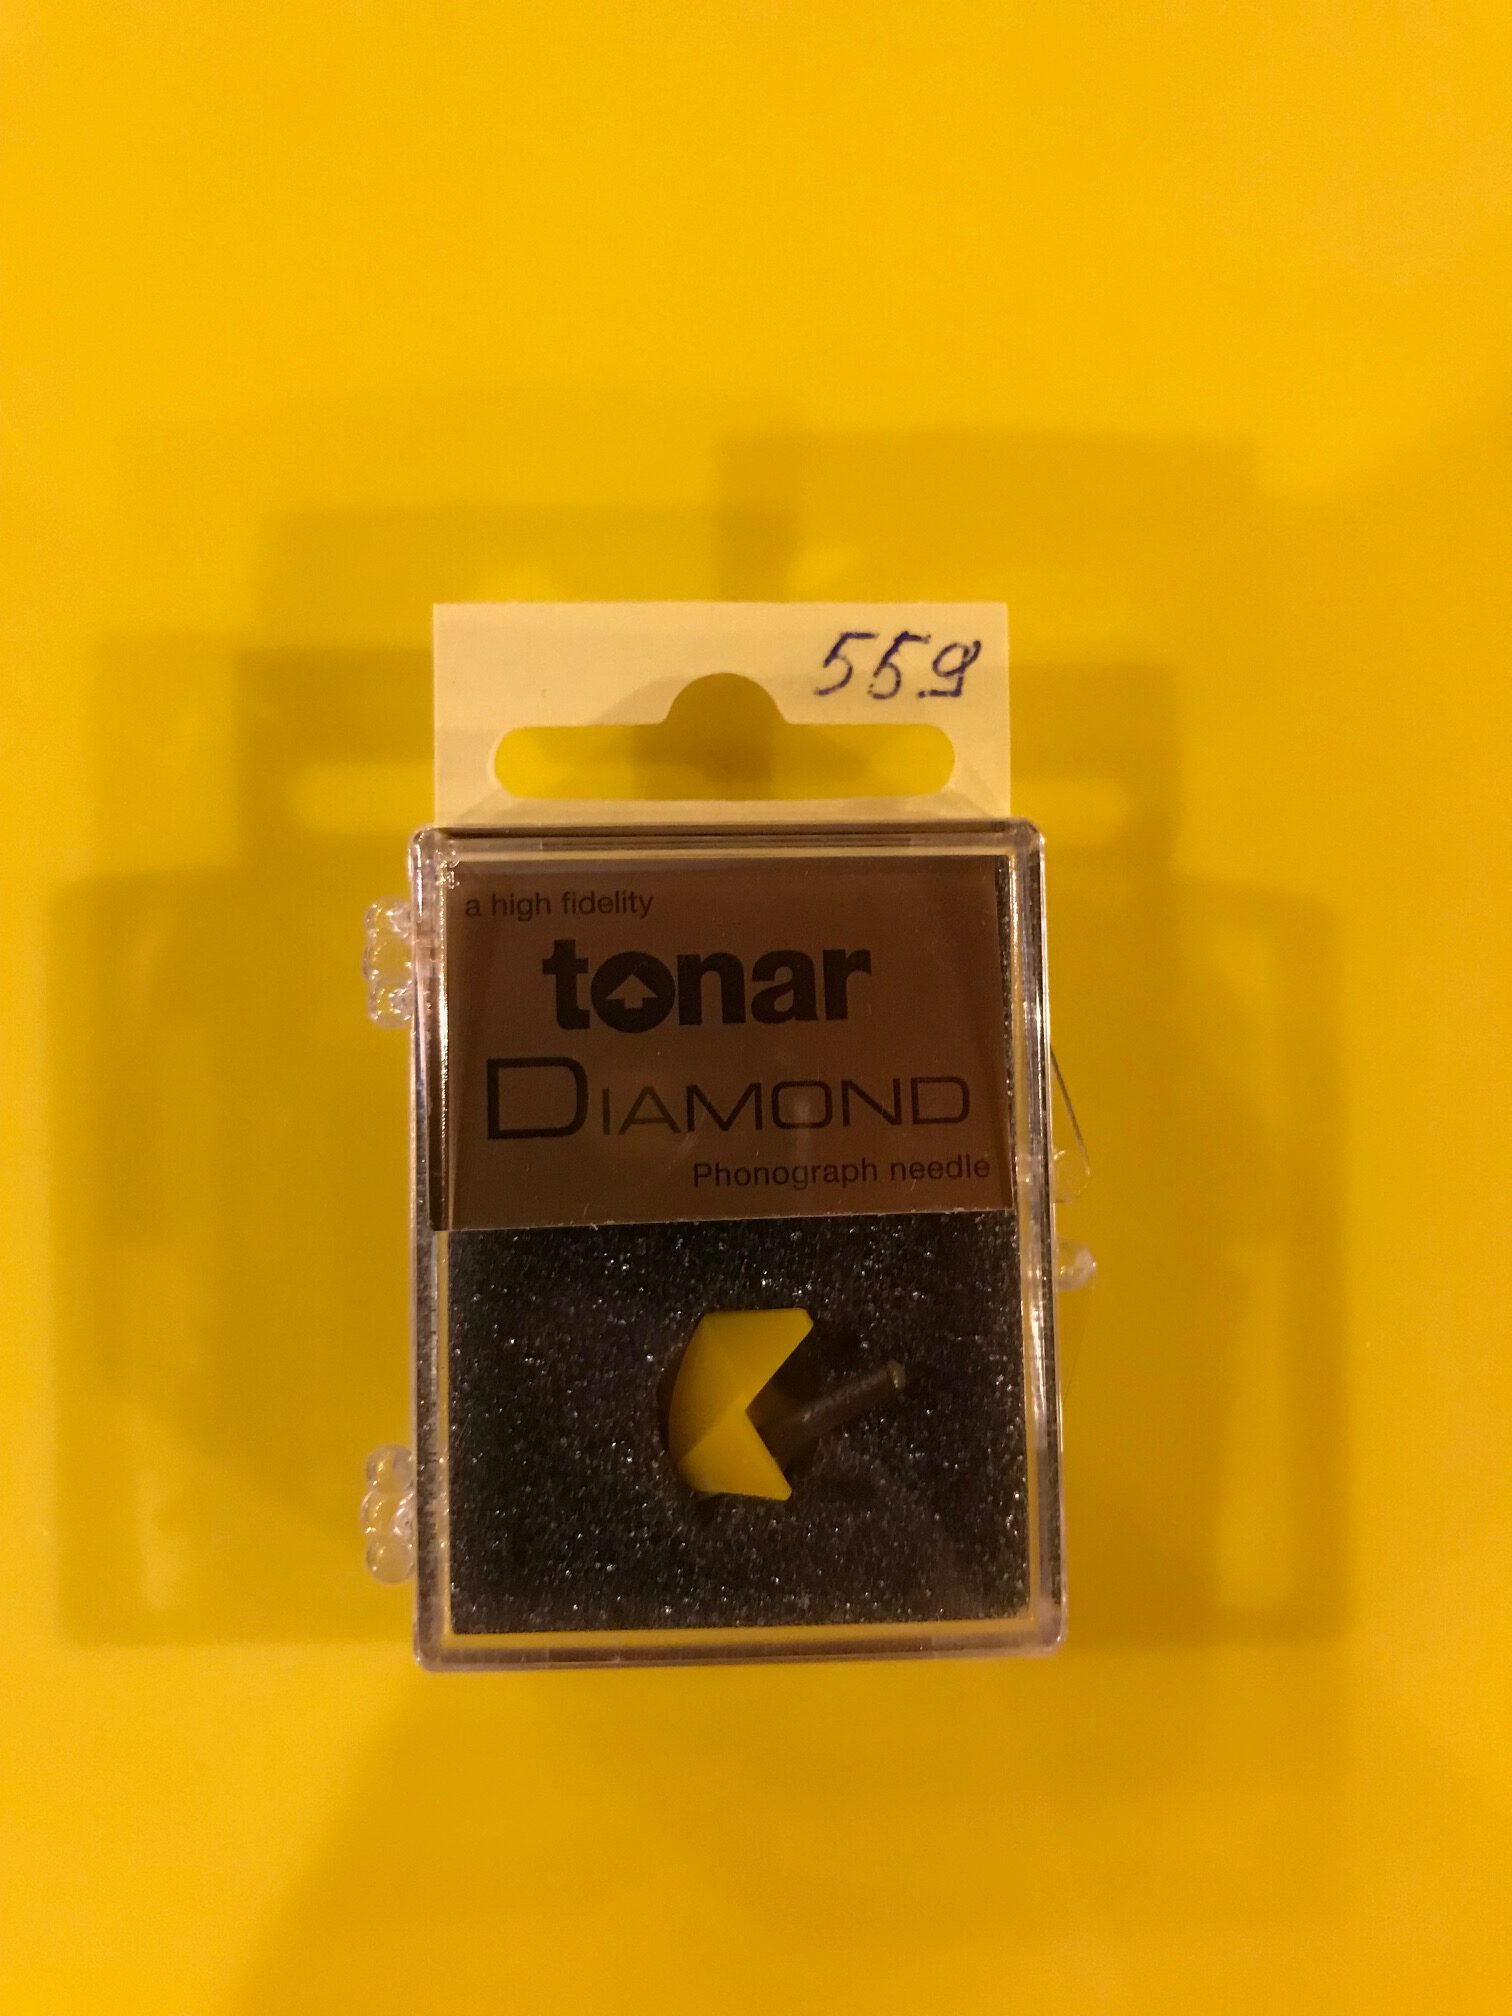 559
a high fidelity
tonar
DIAMOND
Phonograph needle